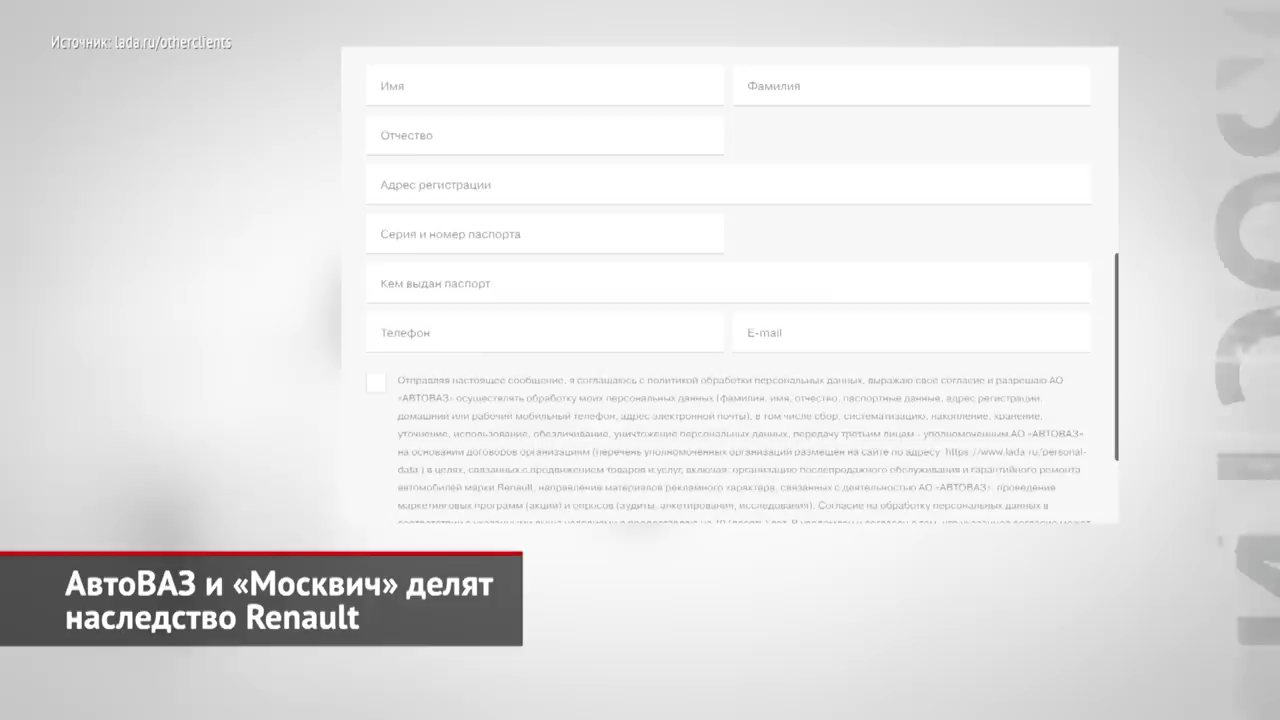 Источник: lada.ru/otherclients
Имя
Фамилия
Отчество
Адрес регистрации
Серия и номер паспорта
Кем выдан паспорт
Телефон
E-mail
Отправляя настоящее сообщение, я соглашаюсь с политикой обработки персональных данных, выражаю свое согласие и разрешаю АО
«АВТОВАЗ» осуществлять обработку моих персональных данных (фамилия, имя, отчество, паспортные данные, адрес регистрации,
домашний или рабочий мобильный телефон, адрес электронной почты), в том числе сбор, систематизацию, накопление, хранение,
уточнение, использование, обезличивание, уничтожение персональных данных, передачу третьим лицам - уполномоченным АО «АВТОВАЗ»
на основании договоров организациям (перечень уполномоченных организаций размещен на сайте по адресу: https://www.lada.ru/personal-
data ) в целях, связанных с продвижением товаров и услуг, включая: организацию послепродажного обслуживания и гарантийного ремонта
автомобилей марки Renault, направление материалов рекламного характера, связанных с деятельностью АО «АВТОВАЗ», проведение
маркетинговых программ (акций) и опросов (аудиты, анкетирования, исследования). Согласие на обработку персональных данных в
АвтоВАЗ и «Москвич» делят
наследство Renault